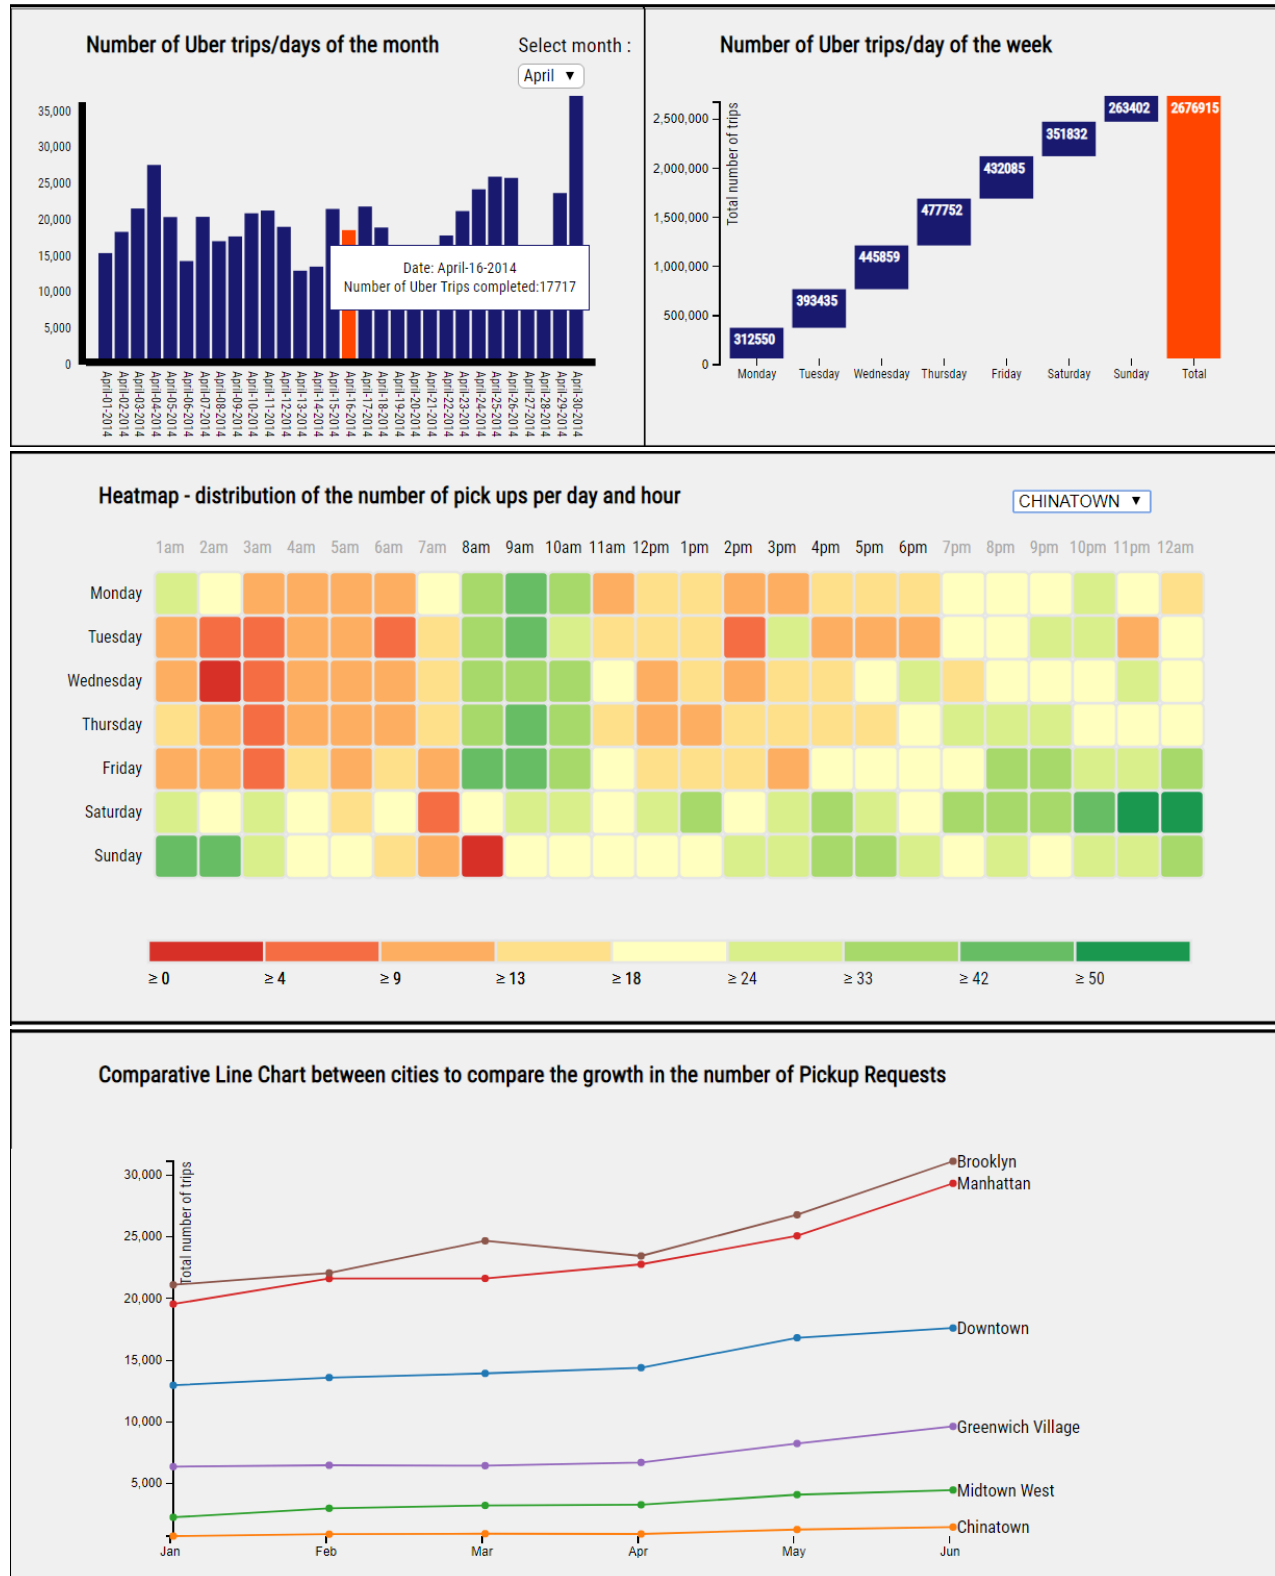 Number of Uber trips/days of the month
Select month :
April ▼
35,000
30,000
25,000
20,000
15,000
10,000
5,000
0
Date: April-16-2014
Number of Uber Trips completed:17717
April-01-2014
April-02-2014
April-03-2014
April-04-2014
April-05-2014
April-06-2014
April-07-2014
April-08-2014
April-09-2014
April-10-2014
April-11-2014
April-12-2014
April-13-2014
April-14-2014
April-15-2014
April-16-2014
April-17-2014
April-18-2014
April-19-2014
April-20-2014
April-21-2014
April-22-2014
April-23-2014
April-24-2014
April-25-2014
April-26-2014
April-27-2014
April-28-2014
April-29-2014
April-30-2014
Number of Uber trips/day of the week
Total number of trips
2,500,000
2,000,000
1,500,000
1,000,000
500,000
0
312550
393435
445859
477752
432085
351832
263402
2676915
Monday Tuesday Wednesday Thursday Friday Saturday Sunday Total
Heatmap - distribution of the number of pick ups per day and hour
CHINATOWN ▼
1am 2am 3am 4am 5am 6am 7am 8am 9am 10am 11am 12pm 1pm 2pm 3pm 4pm 5pm 6pm 7pm 8pm 9pm 10pm 11pm 12am
Monday
Tuesday
Wednesday
Thursday
Friday
Saturday
Sunday
≥ 0 ≥ 4 ≥ 9 ≥ 13 ≥ 18 ≥ 24 ≥ 33 ≥ 42 ≥ 50
Comparative Line Chart between cities to compare the growth in the number of Pickup Requests
Total number of trips
30,000
25,000
20,000
15,000
10,000
5,000
Brooklyn
Manhattan
Downtown
Greenwich Village
Midtown West
Chinatown
Jan Feb Mar Apr May Jun